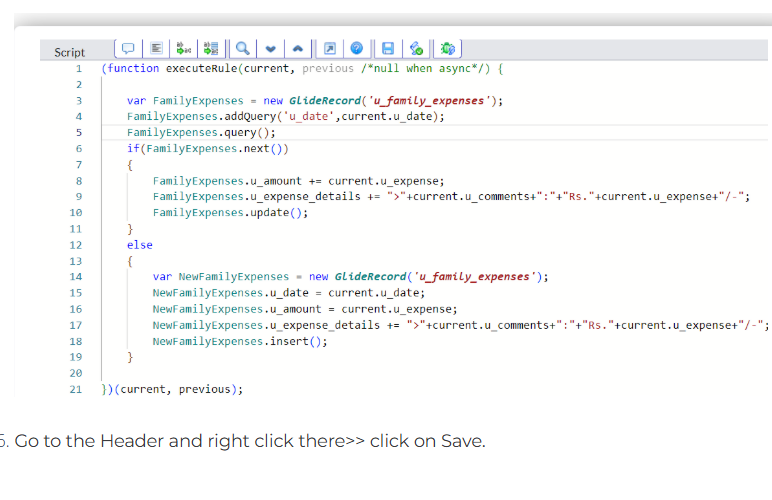 Script
1 (function executeRule(current, previous /*null when async*/) {
2
3 var FamilyExpenses = new GlideRecord('u_family_expenses');
4 FamilyExpenses.addQuery('u_date',current.u_date);
5 FamilyExpenses.query();
6 if(FamilyExpenses.next())
7 {
8 FamilyExpenses.u_amount += current.u_expense;
9 FamilyExpenses.u_expense_details += ">"+current.u_comments+":"+"Rs."+current.u_expense+"/-";
10 FamilyExpenses.update();
11 }
12 else
13 {
14 var NewFamilyExpenses = new GlideRecord('u_family_expenses');
15 NewFamilyExpenses.u_date = current.u_date;
16 NewFamilyExpenses.u_amount = current.u_expense;
17 NewFamilyExpenses.u_expense_details += ">"+current.u_comments+":"+"Rs."+current.u_expense+"/-";
18 NewFamilyExpenses.insert();
19 }
20
21 })(current, previous);
. Go to the Header and right click there>> click on Save.